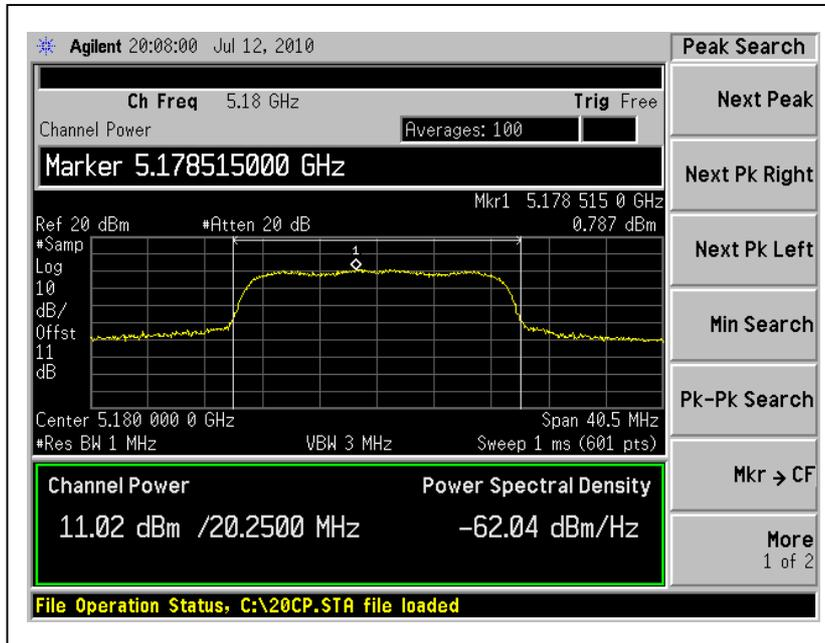 Agilent 20:08:00 Jul 12, 2010
Peak Search
Ch Freq 5.18 GHz
Trig Free
Channel Power
Averages: 100
Marker 5.178515000 GHz
Mkr1 5.178 515 0 GHz
Ref 20 dBm #Atten 20 dB 0.787 dBm
#Samp
Log
10
dB/
Offst
11
dB
1
Center 5.180 000 0 GHz Span 40.5 MHz
#Res BW 1 MHz VBW 3 MHz Sweep 1 ms (601 pts)
Channel Power
11.02 dBm /20.2500 MHz
Power Spectral Density
-62.04 dBm/Hz
File Operation Status, C:\20CP.STA file loaded
Next Peak
Next Pk Right
Next Pk Left
Min Search
Pk-Pk Search
Mkr → CF
More
1 of 2